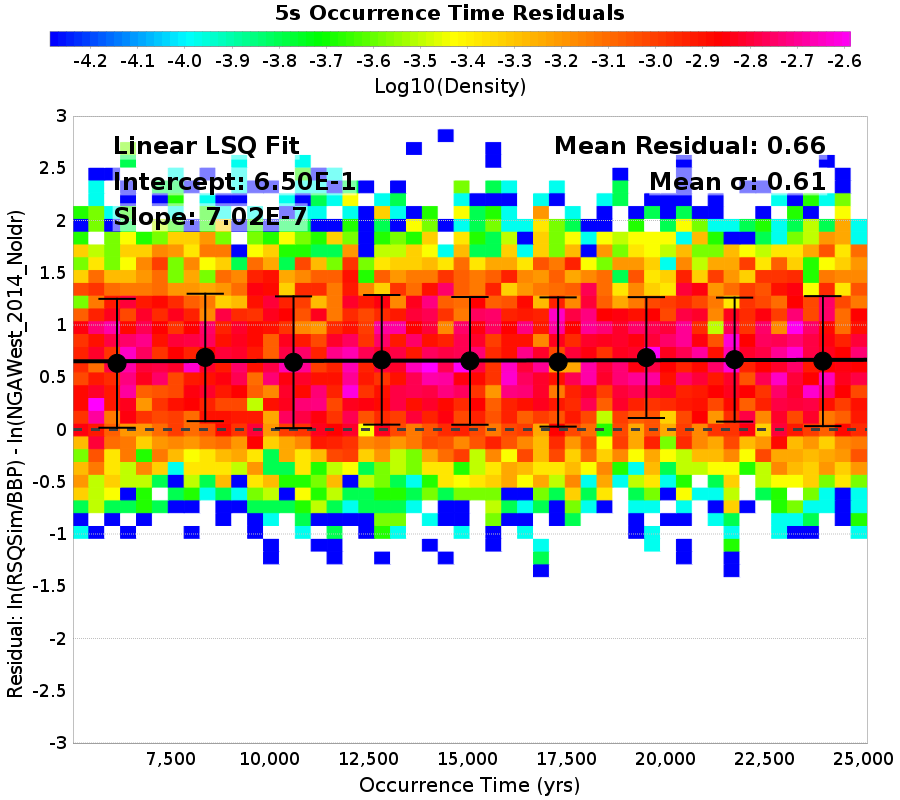 5s Occurrence Time Residuals
-4.2 -4.1 -4.0 -3.9 -3.8 -3.7 -3.6 -3.5 -3.4 -3.3 -3.2 -3.1 -3.0 -2.9 -2.8 -2.7 -2.6
Log10(Density)
Linear LSQ Fit
Intercept: 6.50E-1
Slope: 7.02E-7
Mean Residual: 0.66
Mean σ: 0.61
Residual: ln(RSQSim/BBP) - ln(NGAWest_2014_NoIdr)
3
2.5
2
1.5
1
0.5
0
-0.5
-1
-1.5
-2
-2.5
-3
7,500 10,000 12,500 15,000 17,500 20,000 22,500 25,000
Occurrence Time (yrs)